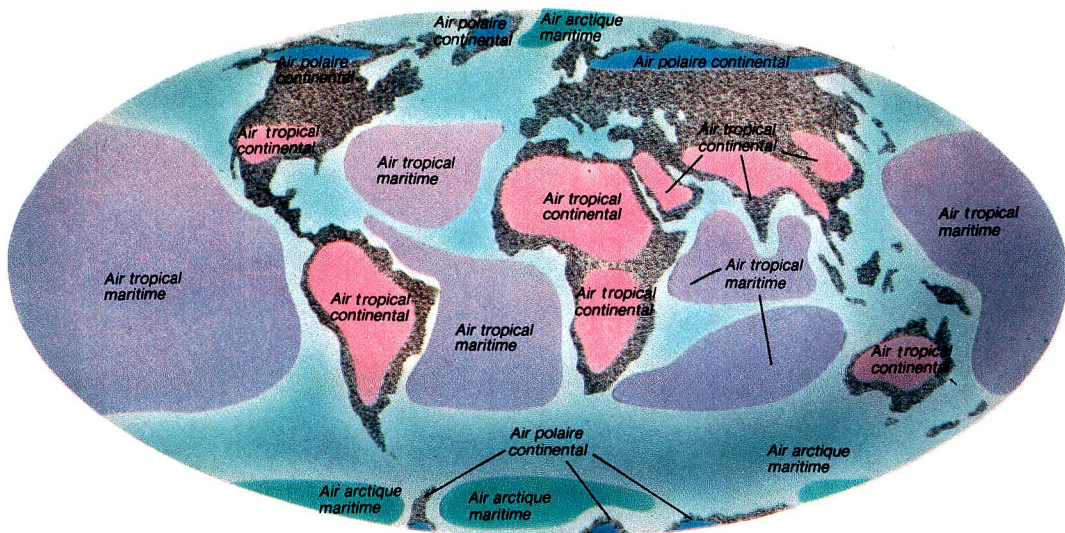 Air polaire
continental
Air arctique
maritime
Air polaire
continental
Air polaire continental
Air tropical
continental
Air tropical
maritime
Air tropical
continental
Air tropical
continental
Air tropical
maritime
Air tropical
maritime
Air tropical
maritime
Air tropical
continental
Air tropical
continental
Air tropical
maritime
Air tropical
continental
Air polaire
continental
Air arctique
maritime
Air arctique
maritime
Air arctique
maritime